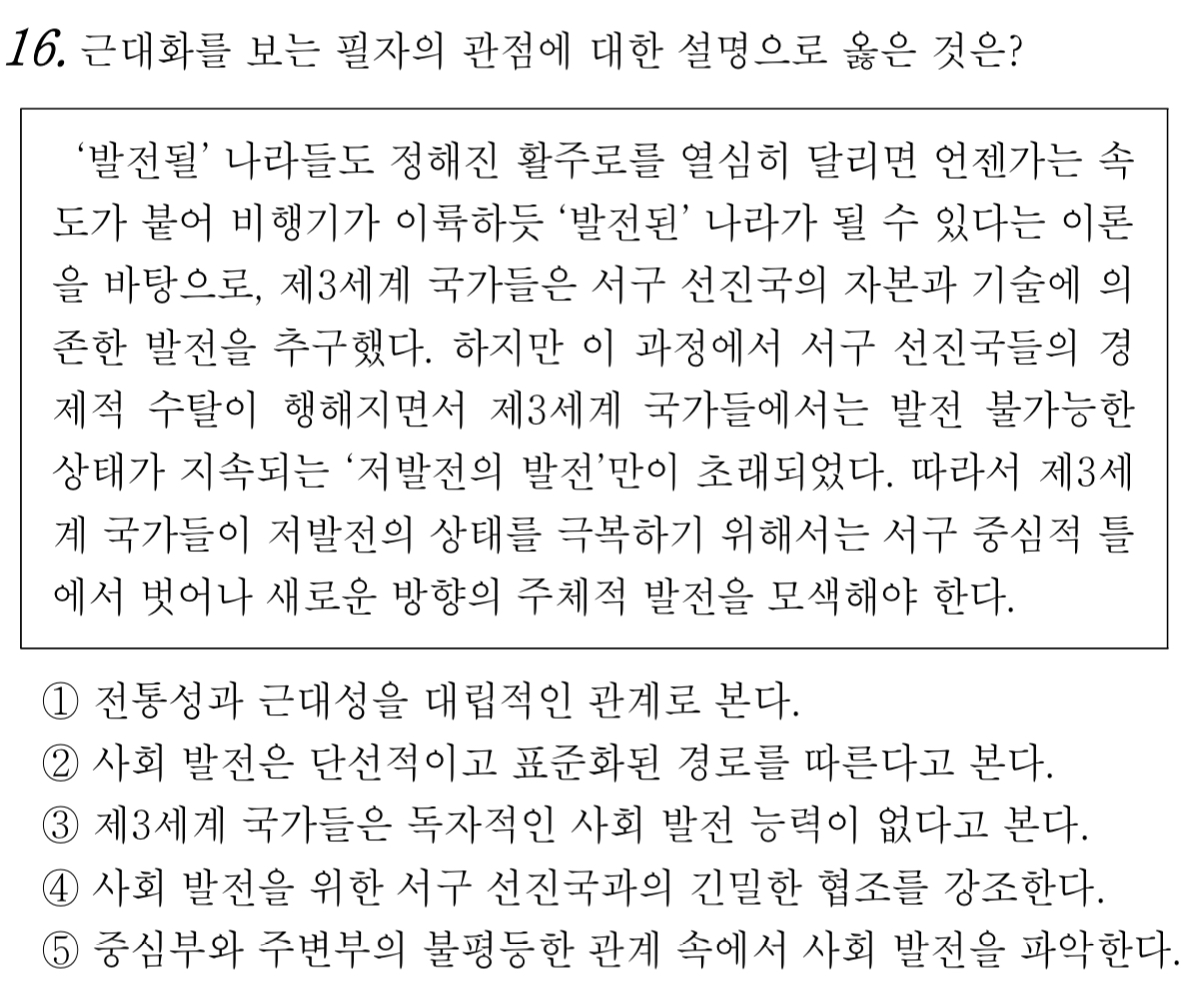 16. 근대화를 보는 필자의 관점에 대한 설명으로 옳은 것은?
‘발전될’ 나라들도 정해진 활주로를 열심히 달리면 언젠가는 속
도가 붙어 비행기가 이륙하듯 ‘발전된’ 나라가 될 수 있다는 이론
을 바탕으로, 제3세계 국가들은 서구 선진국의 자본과 기술에 의
존한 발전을 추구했다. 하지만 이 과정에서 서구 선진국들의 경
제적 수탈이 행해지면서 제3세계 국가들에서는 발전 불가능한
상태가 지속되는 ‘저발전의 발전’만이 초래되었다. 따라서 제3세
계 국가들이 저발전의 상태를 극복하기 위해서는 서구 중심적 틀
에서 벗어나 새로운 방향의 주체적 발전을 모색해야 한다.
① 전통성과 근대성을 대립적인 관계로 본다.
② 사회 발전은 단선적이고 표준화된 경로를 따른다고 본다.
③ 제3세계 국가들은 독자적인 사회 발전 능력이 없다고 본다.
④ 사회 발전을 위한 서구 선진국과의 긴밀한 협조를 강조한다.
⑤ 중심부와 주변부의 불평등한 관계 속에서 사회 발전을 파악한다.